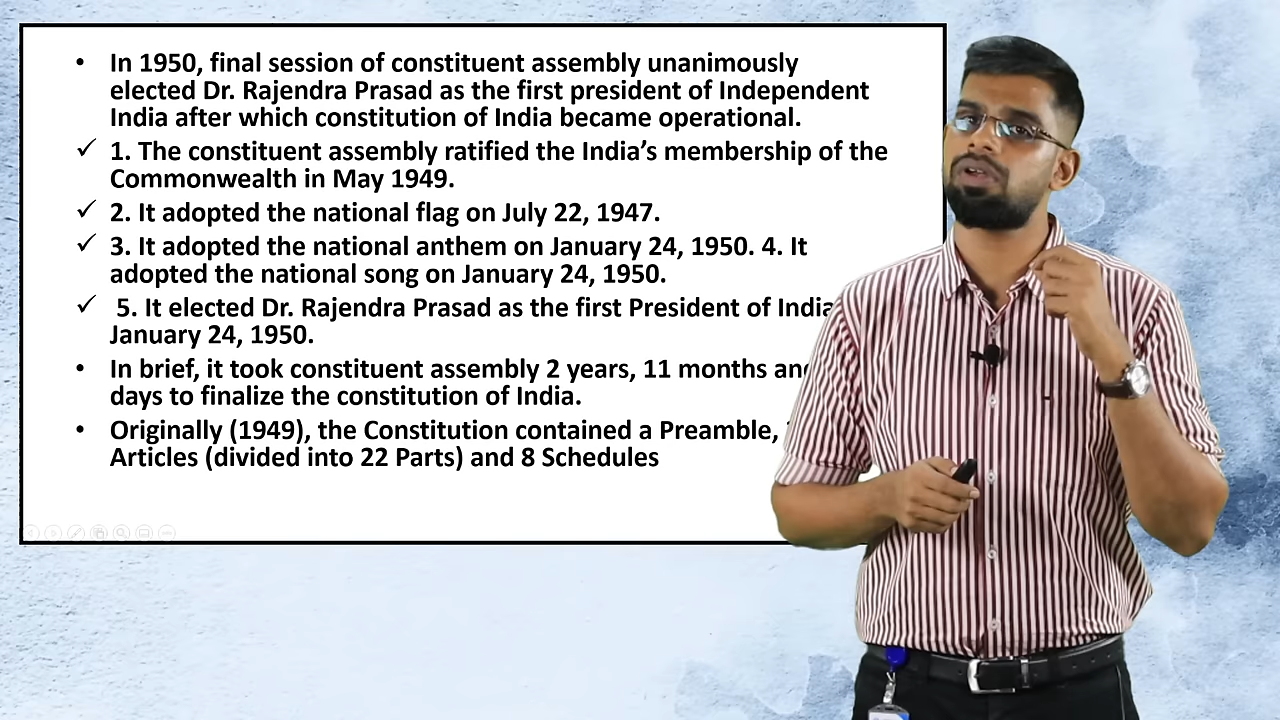 • In 1950, final session of constituent assembly unanimously
elected Dr. Rajendra Prasad as the first president of Independent
India after which constitution of India became operational.
✓ 1. The constituent assembly ratified the India’s membership of the
Commonwealth in May 1949.
✓ 2. It adopted the national flag on July 22, 1947.
✓ 3. It adopted the national anthem on January 24, 1950. 4. It
adopted the national song on January 24, 1950.
✓ 5. It elected Dr. Rajendra Prasad as the first President of India
January 24, 1950.
• In brief, it took constituent assembly 2 years, 11 months
days to finalize the constitution of India.
• Originally (1949), the Constitution contained a Preamble,
Articles (divided into 22 Parts) and 8 Schedules